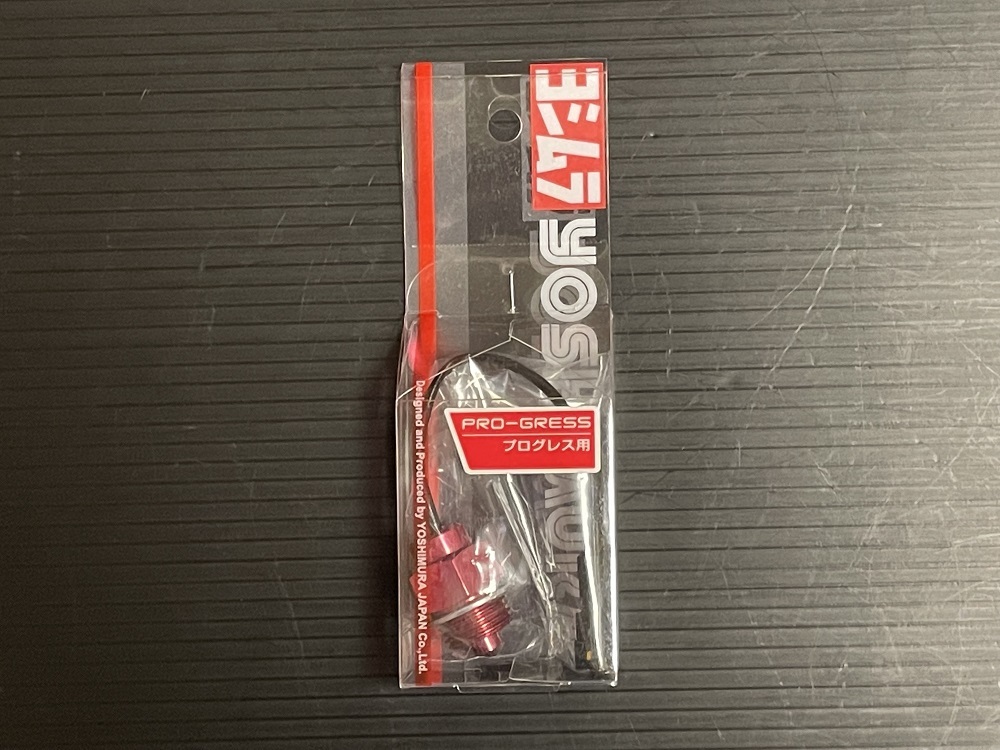 ヨシムラ
YOSHIMURA
PRO-GRESS
プログレス用
Designed and Produced by YOSHIMURA JAPAN Co.,Ltd.